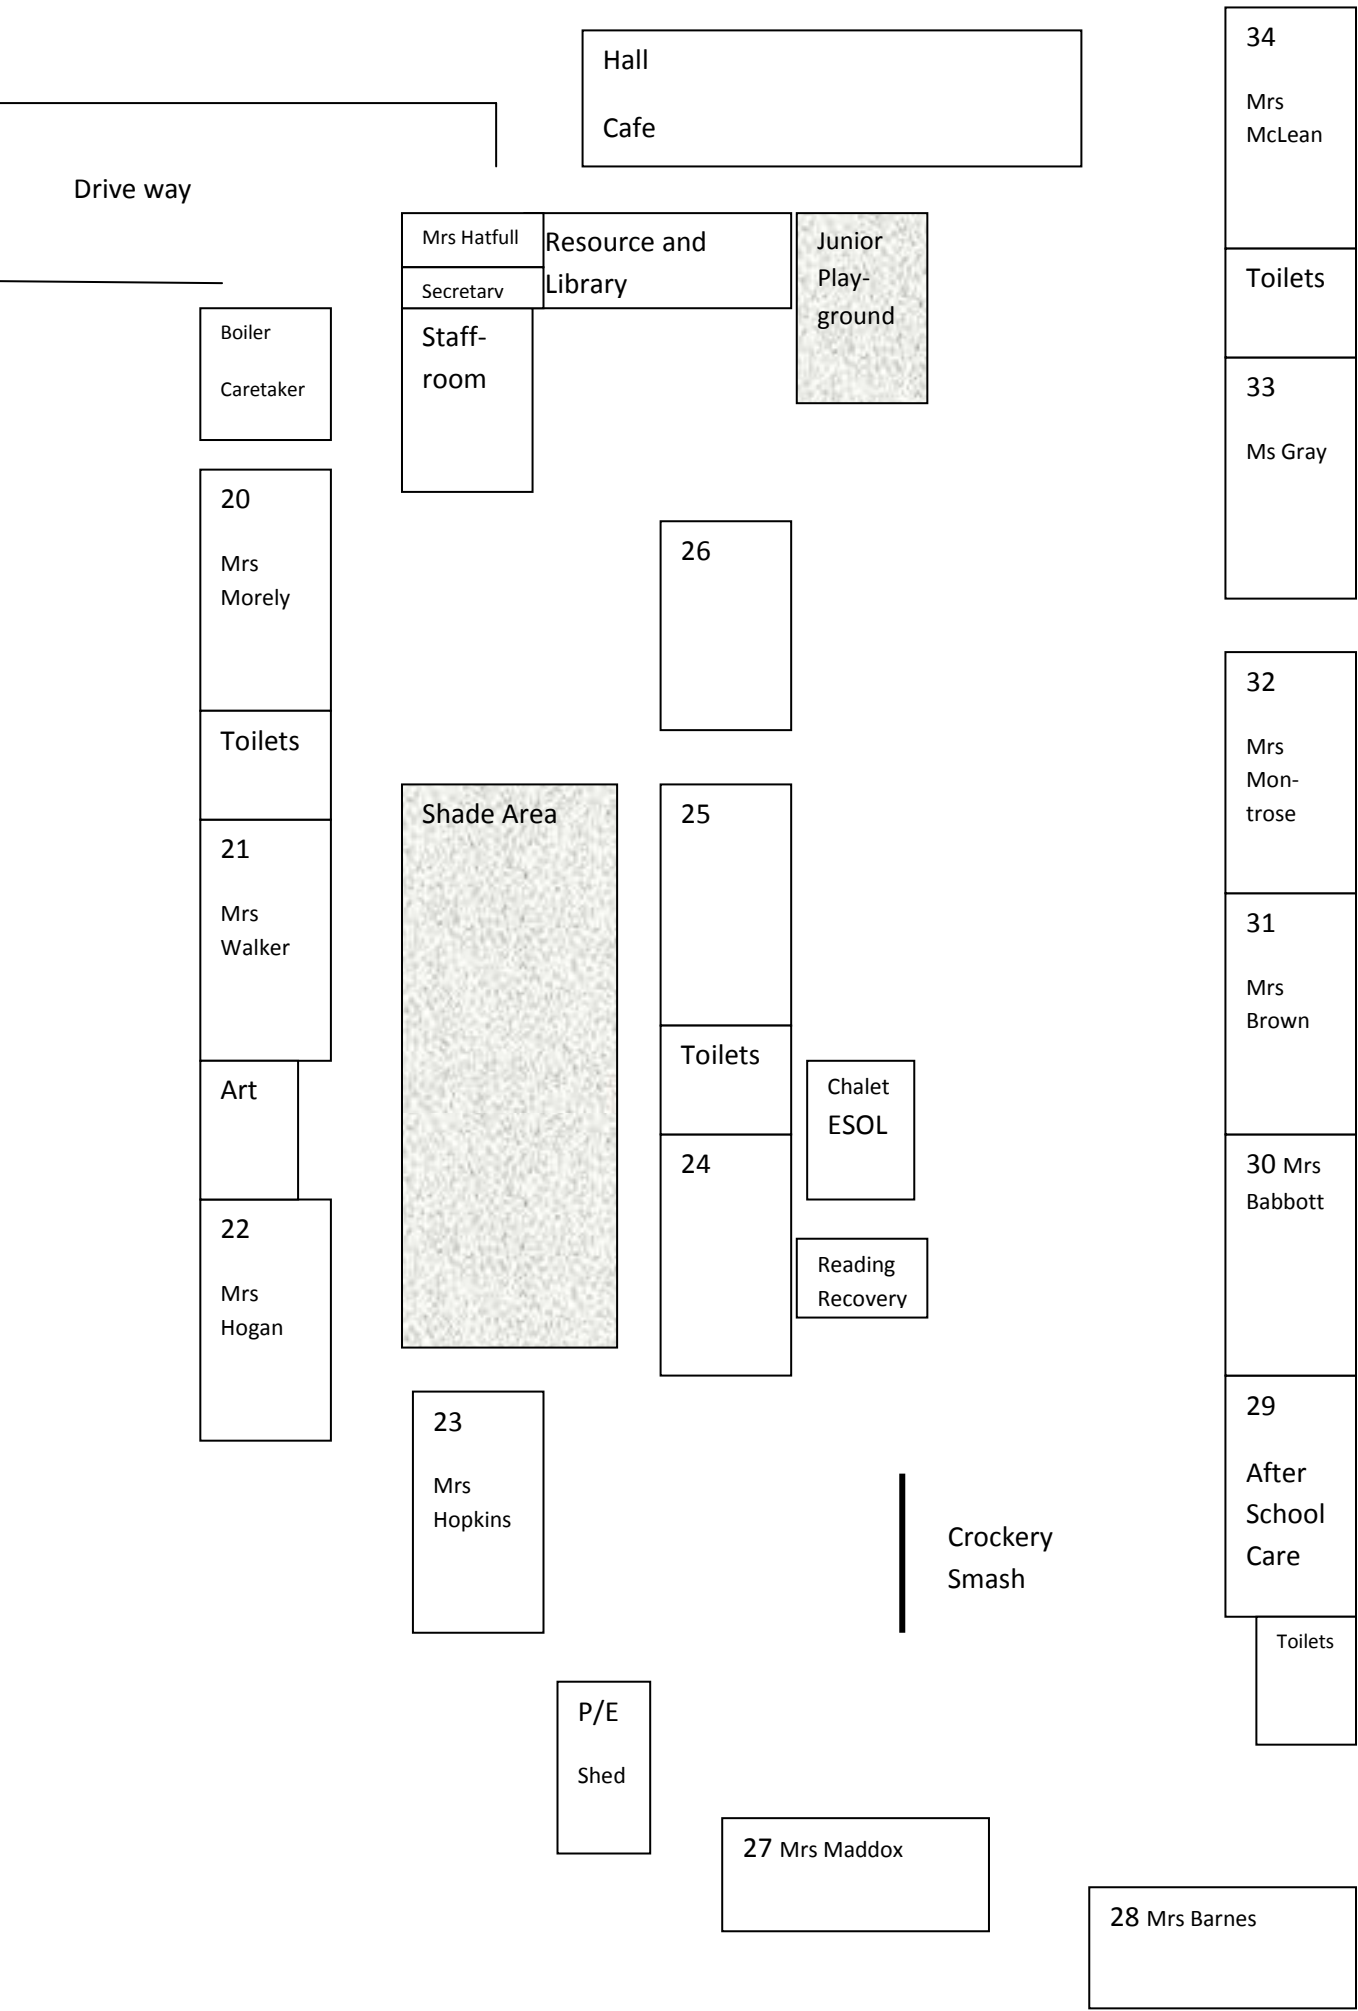 Hall
Cafe
34
Mrs
McLean
Drive way
Mrs Hatfull
Secretary
Resource and
Library
Junior
Play-
ground
Toilets
Boiler
Caretaker
Staff-
room
33
Ms Gray
20
Mrs
Morely
26
Toilets
32
Mrs
Mon-
trose
Shade Area
25
21
Mrs
Walker
31
Mrs
Brown
Toilets
Art
Chalet
ESOL
24
30 Mrs
Babbott
22
Mrs
Hogan
Reading
Recovery
23
Mrs
Hopkins
29
After
School
Care
Crockery
Smash
Toilets
P/E
Shed
27 Mrs Maddox
28 Mrs Barnes